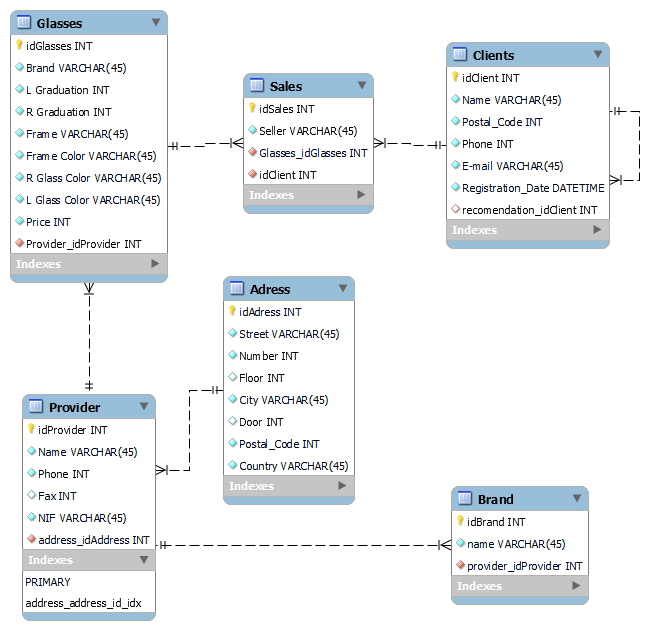 Glasses
idGlasses INT
Brand VARCHAR(45)
L Graduation INT
R Graduation INT
Frame VARCHAR(45)
Frame Color VARCHAR(45)
R Glass Color VARCHAR(45)
L Glass Color VARCHAR(45)
Price INT
Provider_idProvider INT
Indexes
Sales
idSales INT
Seller VARCHAR(45)
Glasses_idGlasses INT
idClient INT
Indexes
Clients
idClient INT
Name VARCHAR(45)
Postal_Code INT
Phone INT
E-mail VARCHAR(45)
Registration_Date DATETIME
recomendation_idClient INT
Indexes
Adress
idAdress INT
Street VARCHAR(45)
Number INT
Floor INT
City VARCHAR(45)
Door INT
Postal_Code INT
Country VARCHAR(45)
Indexes
Provider
idProvider INT
Name VARCHAR(45)
Phone INT
Fax INT
NIF VARCHAR(45)
address_idAddress INT
Indexes
PRIMARY
address_address_id_idx
Brand
idBrand INT
name VARCHAR(45)
provider_idProvider INT
Indexes